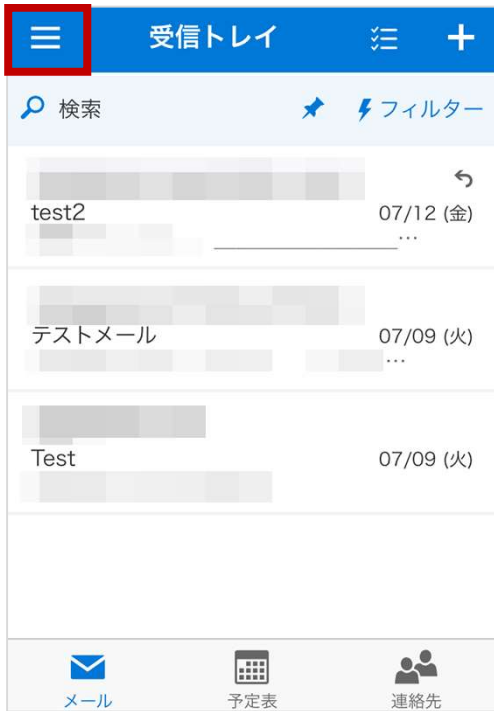 受信トレイ
検索
フィルター
test2
07/12 (金)
…
テストメール
07/09 (火)
…
Test
07/09 (火)
メール
予定表
連絡先